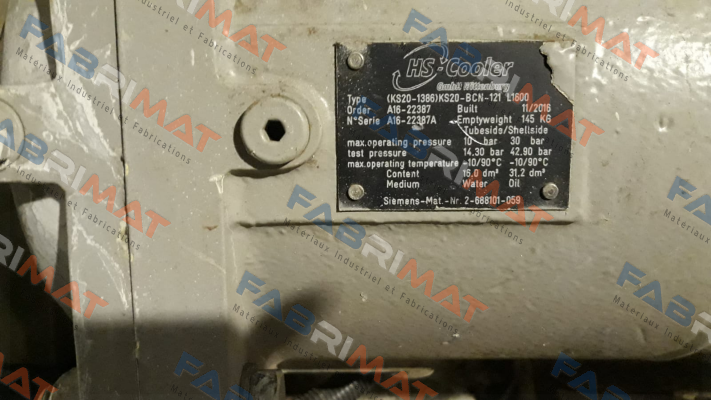 HS-Cooler
GmbH Wittenburg
Type (KS20-1386)KS20-BCN-121 L1600
Order A16-22387 Built 11/2016
N°Serie A16-22387A Emptyweight 145 KG
Tubeside/Shellside
max.operating pressure 10 bar 30 bar
test pressure 14.30 bar 42.90 bar
max.operating temperature -10/90°C -10/90°C
Content 16.0 dm³ 31.2 dm³
Medium Water Oil
Siemens-Mat.-Nr. 2-688101-059
FABRIMAT
Materiaux Industriel et Fabrications